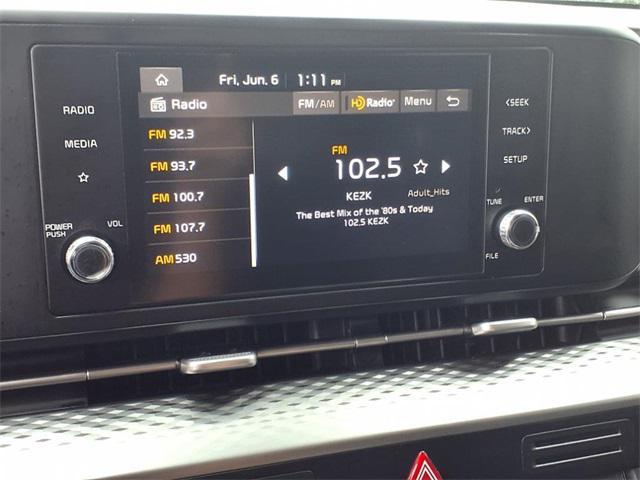 Fri, Jun. 6 1:11 PM
Radio FM/AM HD Radio Menu
RADIO
MEDIA
POWER
PUSH
VOL
FM 92.3
FM 93.7
FM 100.7
FM 107.7
AM 530
FM
102.5
KEZK
Adult_Hits
The Best Mix of the '80s & Today
102.5 KEZK
<SEEK
TRACK>
SETUP
TUNE
ENTER
FILE